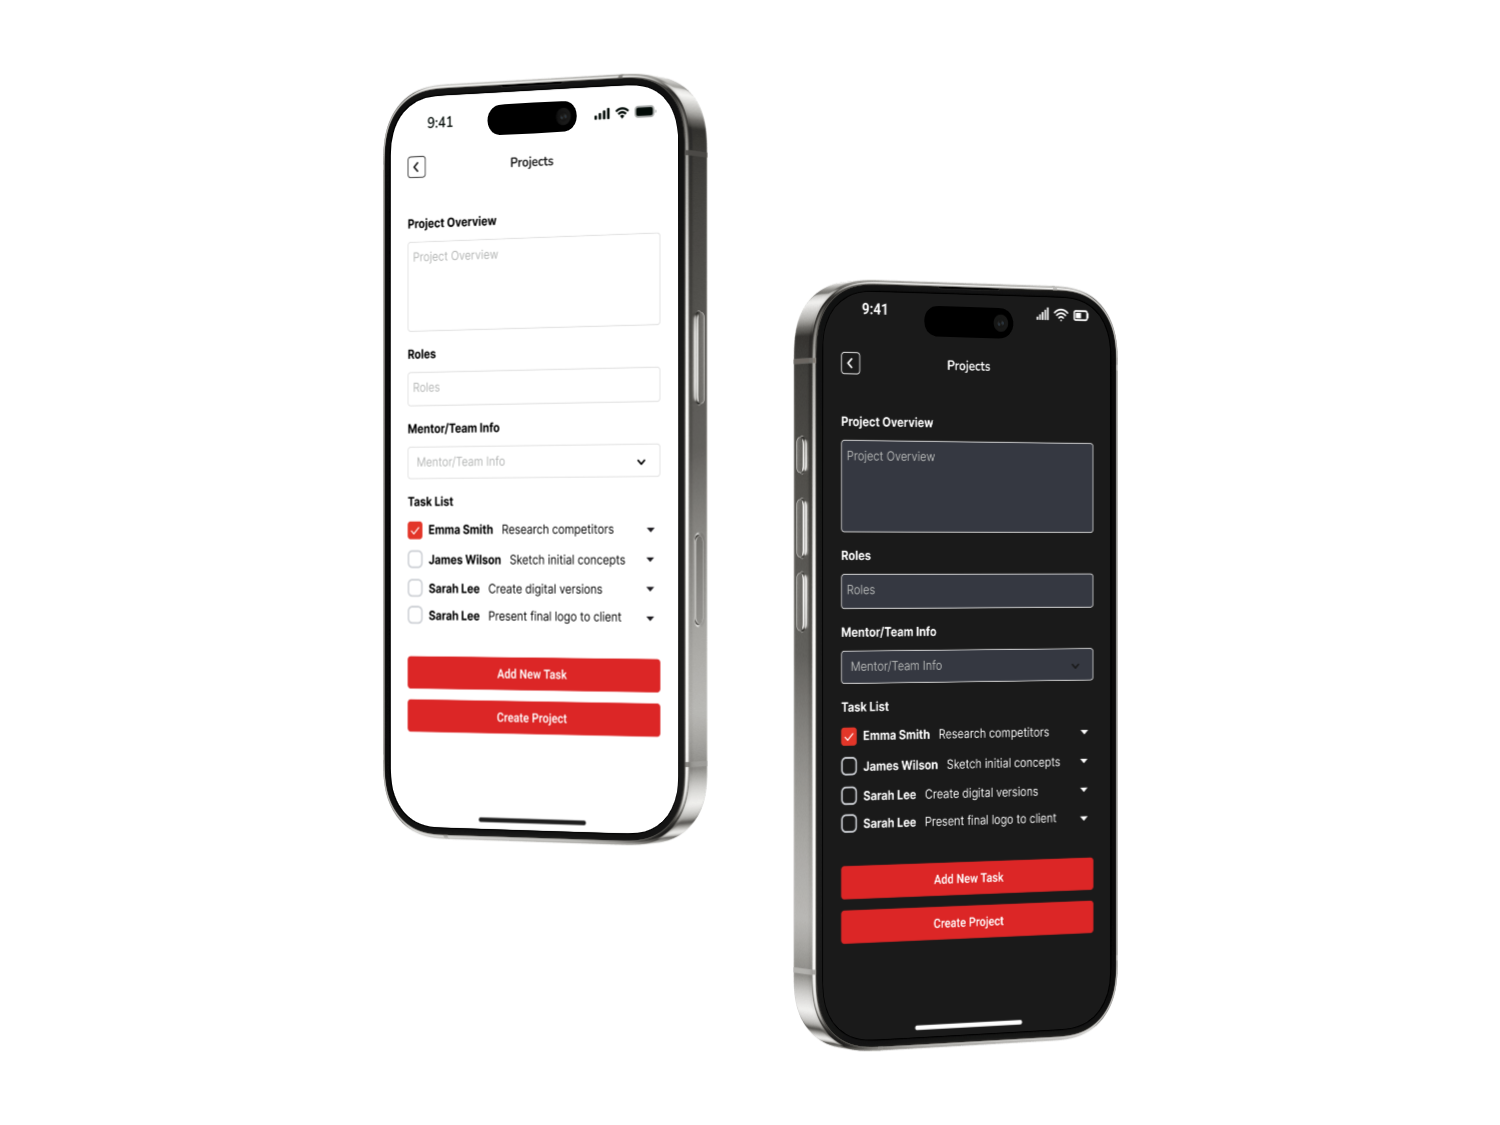 9:41
Projects
Project Overview
Project Overview
Roles
Roles
Mentor/Team Info
Mentor/Team Info
Task List
Emma Smith Research competitors
James Wilson Sketch initial concepts
Sarah Lee Create digital versions
Sarah Lee Present final logo to client
Add New Task
Create Project
9:41
Projects
Project Overview
Project Overview
Roles
Roles
Mentor/Team Info
Mentor/Team Info
Task List
Emma Smith Research competitors
James Wilson Sketch initial concepts
Sarah Lee Create digital versions
Sarah Lee Present final logo to client
Add New Task
Create Project